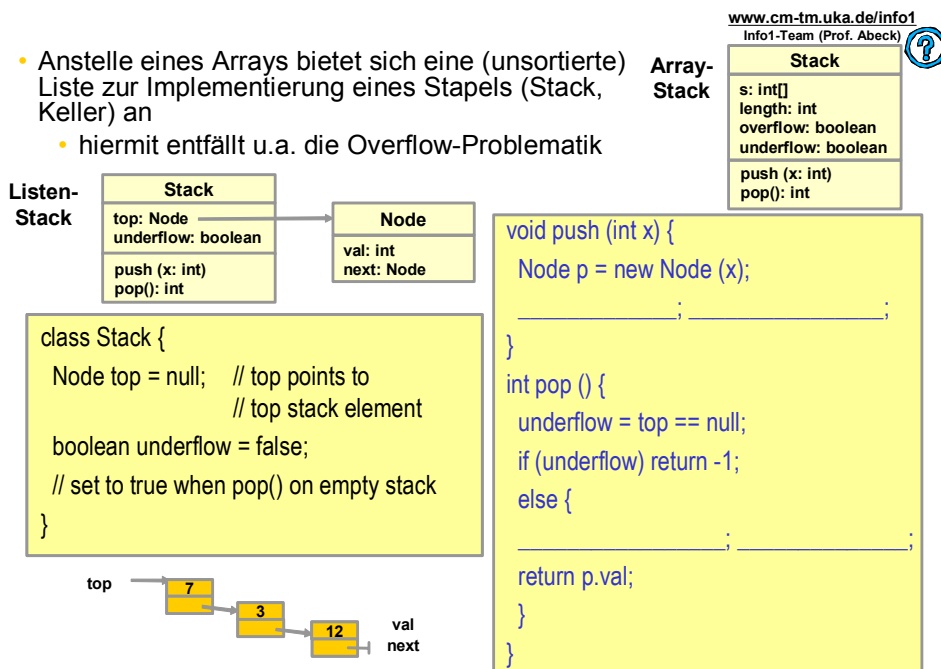 www.cm-tm.uka.de/info1
Info1-Team (Prof. Abeck)
• Anstelle eines Arrays bietet sich eine (unsortierte)
Liste zur Implementierung eines Stapels (Stack,
Keller) an
• hiermit entfällt u.a. die Overflow-Problematik
Array-
Stack
Stack
s: int[]
length: int
overflow: boolean
underflow: boolean
push (x: int)
pop(): int
Listen-
Stack
Stack
top: Node
underflow: boolean
push (x: int)
pop(): int
Node
val: int
next: Node
class Stack {
Node top = null; // top points to
// top stack element
boolean underflow = false;
// set to true when pop() on empty stack
}
void push (int x) {
Node p = new Node (x);
_____________; ________________;
}
int pop () {
underflow = top == null;
if (underflow) return -1;
else {
_________________; ______________;
return p.val;
}
}
top
7
3
12
val
next